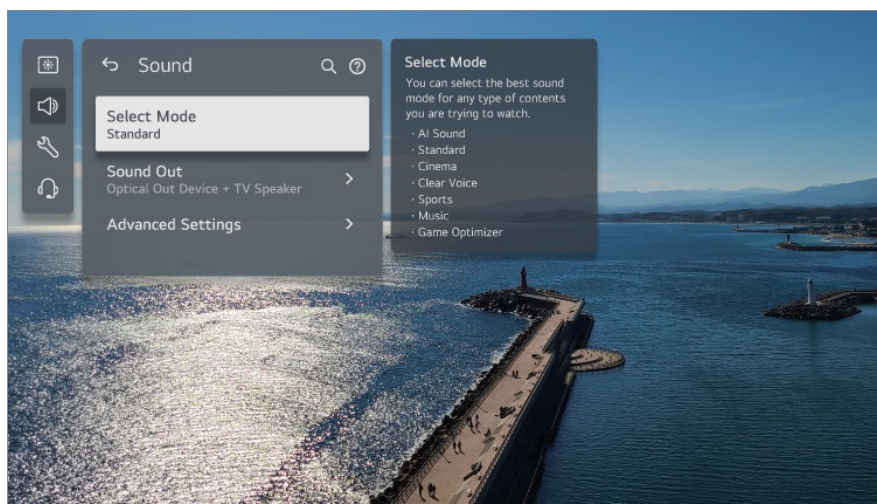 Sound
Select Mode
Standard
Sound Out
Optical Out Device + TV Speaker
Advanced Settings
Select Mode
You can select the best sound
mode for any type of contents
you are trying to watch.
· AI Sound
· Standard
· Cinema
· Clear Voice
· Sports
· Music
· Game Optimizer